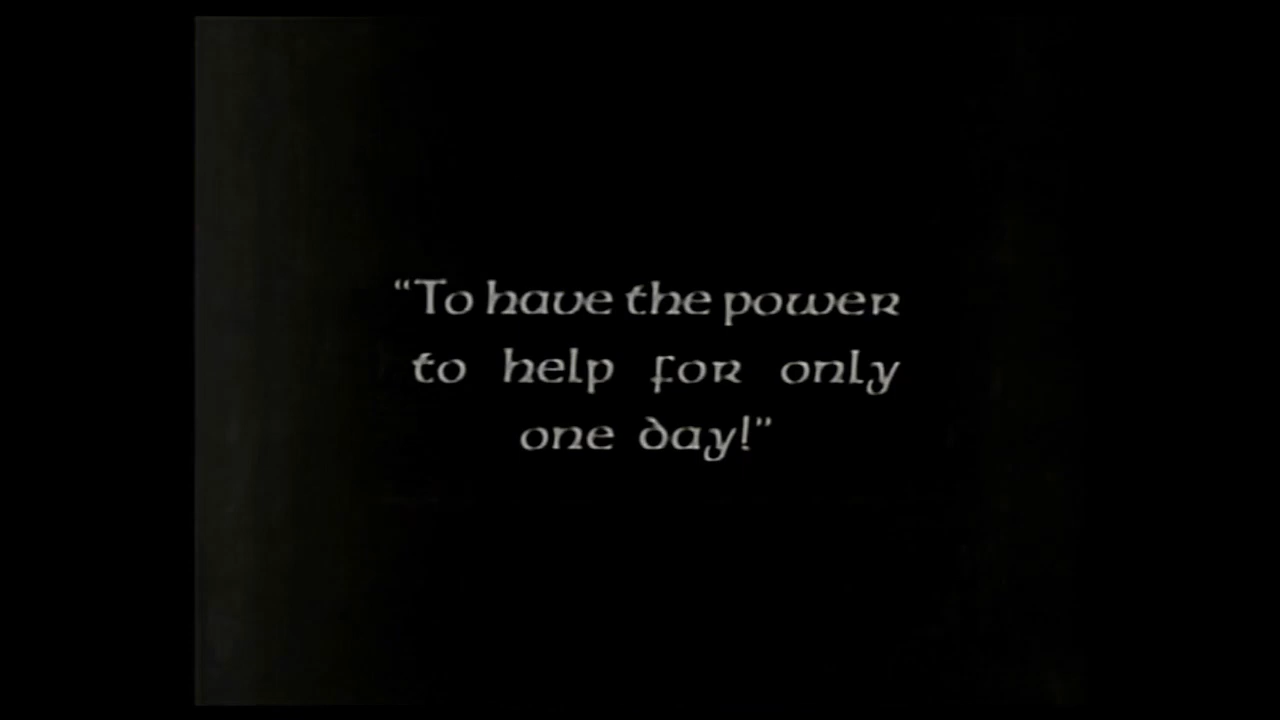 “To have the power
to help for only
one day!”